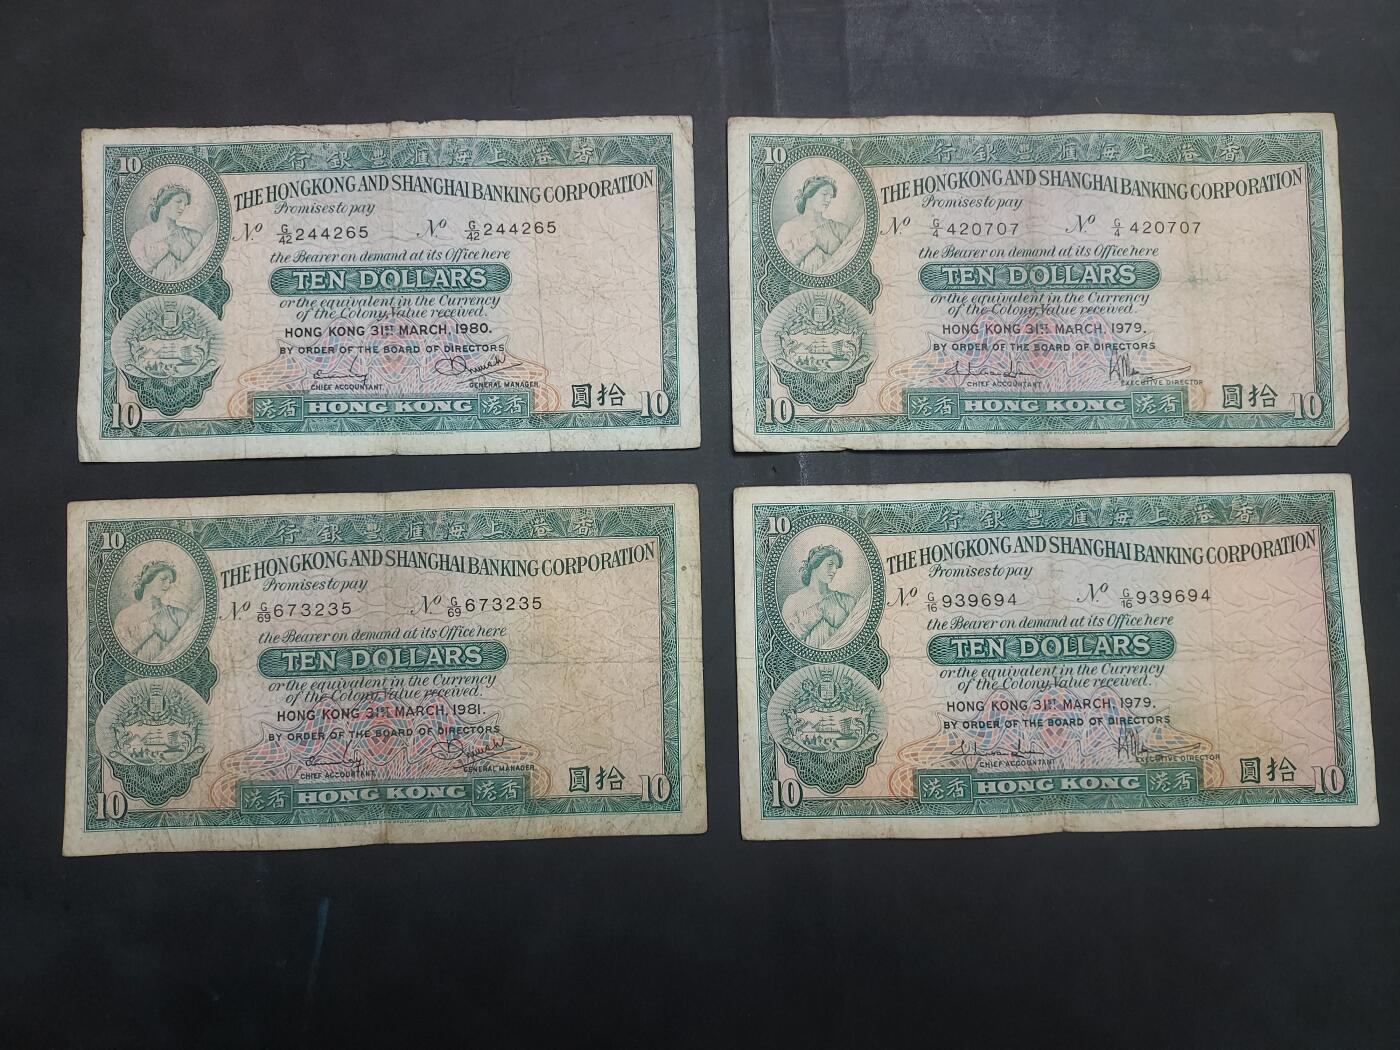 10
行銀豐滙海上港香
THE HONGKONG AND SHANGHAI BANKING CORPORATION
Promises to pay
No. G/42 244265 No. G/42 244265
the Bearer on demand at its Office here
TEN DOLLARS
or the equivalent in the Currency
of the Colony, Value received.
HONG KONG 31ST MARCH, 1980.
BY ORDER OF THE BOARD OF DIRECTORS
CHIEF ACCOUNTANT. GENERAL MANAGER.
圓拾
10 港香 HONG KONG 港香 10
10
行銀豐滙海上港香
THE HONGKONG AND SHANGHAI BANKING CORPORATION
Promises to pay
No. G/4 420707 No. G/4 420707
the Bearer on demand at its Office here
TEN DOLLARS
or the equivalent in the Currency
of the Colony, Value received.
HONG KONG 31ST MARCH, 1979.
BY ORDER OF THE BOARD OF DIRECTORS
CHIEF ACCOUNTANT EXECUTIVE DIRECTOR
圓拾
10 港香 HONG KONG 港香 10
10
行銀豐滙海上港香
THE HONGKONG AND SHANGHAI BANKING CORPORATION
Promises to pay
No. G/69 673235 No. G/69 673235
the Bearer on demand at its Office here
TEN DOLLARS
or the equivalent in the Currency
of the Colony, Value received.
HONG KONG 31ST MARCH, 1981.
BY ORDER OF THE BOARD OF DIRECTORS
CHIEF ACCOUNTANT. GENERAL MANAGER.
圓拾
10 港香 HONG KONG 港香 10
10
行銀豐滙海上港香
THE HONGKONG AND SHANGHAI BANKING CORPORATION
Promises to pay
No. G/16 939694 No. G/16 939694
the Bearer on demand at its Office here
TEN DOLLARS
or the equivalent in the Currency
of the Colony, Value received.
HONG KONG 31ST MARCH, 1979.
BY ORDER OF THE BOARD OF DIRECTORS
CHIEF ACCOUNTANT EXECUTIVE DIRECTOR
圓拾
10 港香 HONG KONG 港香 10